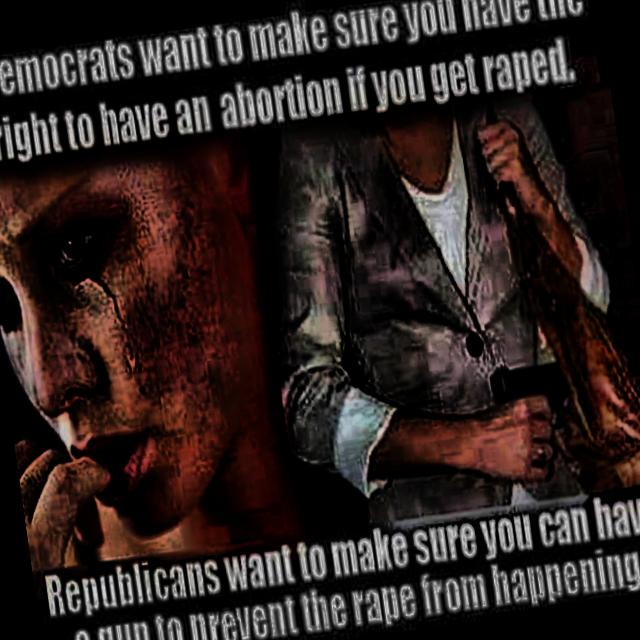 emocrats want to make sure you have the
right to have an abortion if you get raped.
Republicans want to make sure you can hav
a gun to prevent the rape from happening